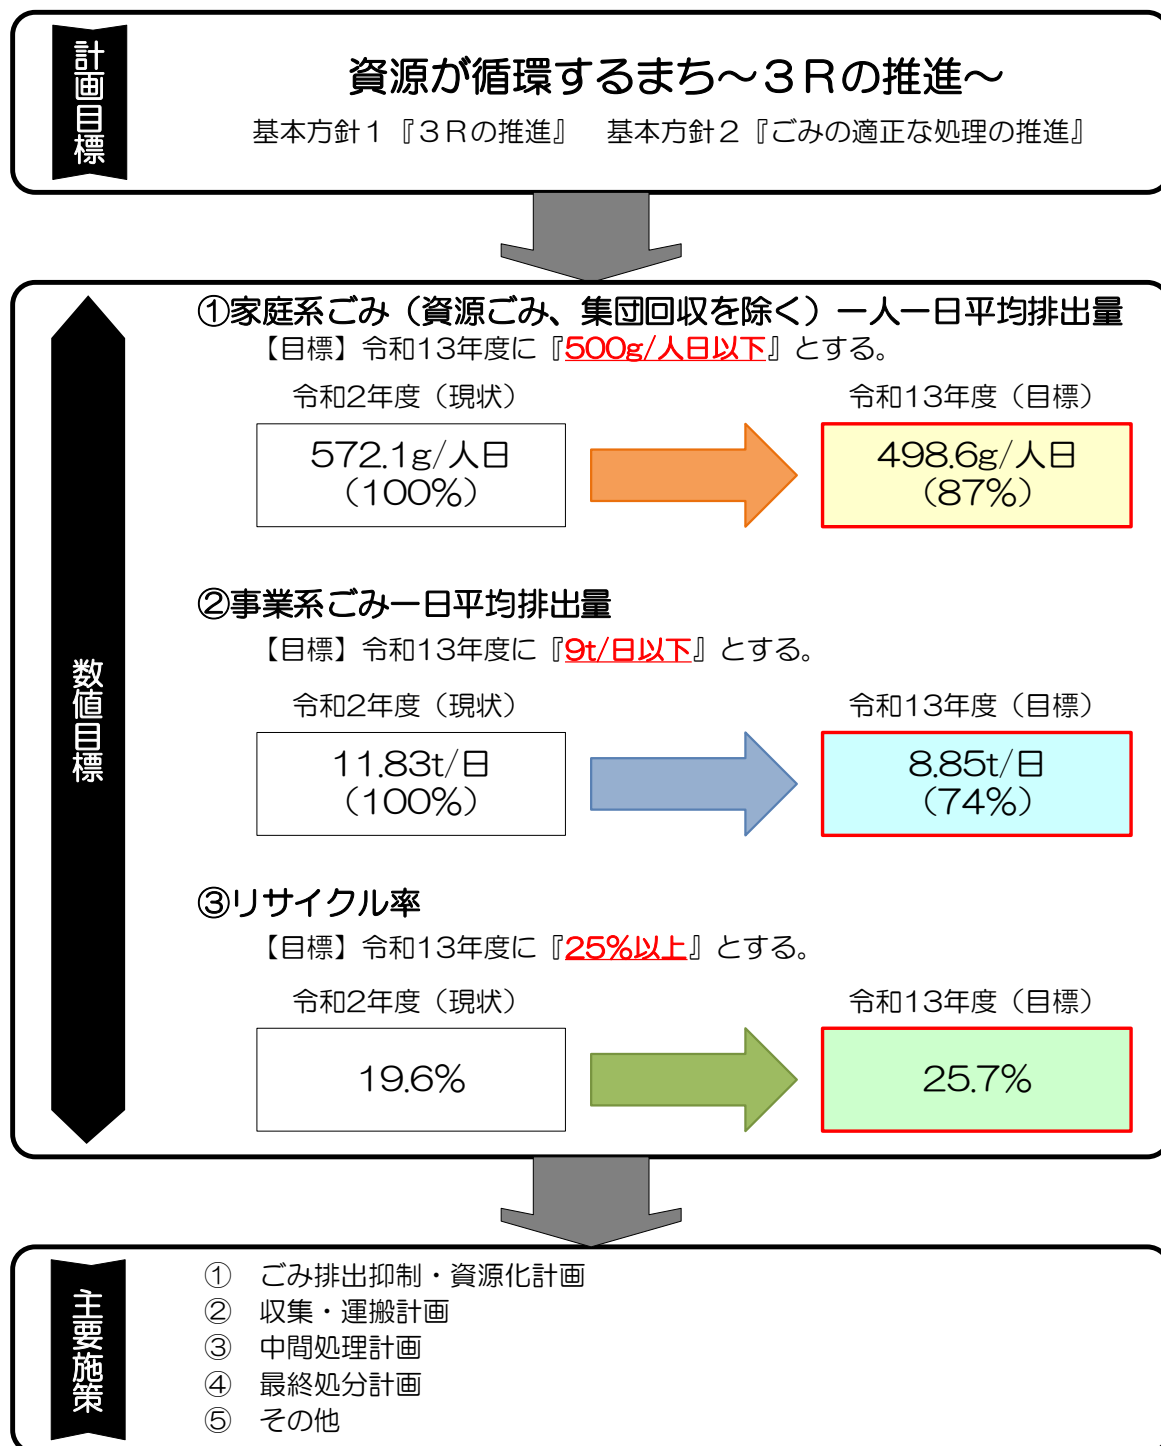 計画目標
資源が循環するまち～３Ｒの推進～
基本方針１『３Ｒの推進』　基本方針２『ごみの適正な処理の推進』
数値目標
①家庭系ごみ（資源ごみ、集団回収を除く）一人一日平均排出量
【目標】令和13年度に『500g/人日以下』とする。
令和2年度（現状）
令和13年度（目標）
572.1g/人日
（100%）
498.6g/人日
（87%）
②事業系ごみ一日平均排出量
【目標】令和13年度に『9t/日以下』とする。
令和2年度（現状）
令和13年度（目標）
11.83t/日
（100%）
8.85t/日
（74%）
③リサイクル率
【目標】令和13年度に『25%以上』とする。
令和2年度（現状）
令和13年度（目標）
19.6%
25.7%
主要施策
①　ごみ排出抑制・資源化計画
②　収集・運搬計画
③　中間処理計画
④　最終処分計画
⑤　その他